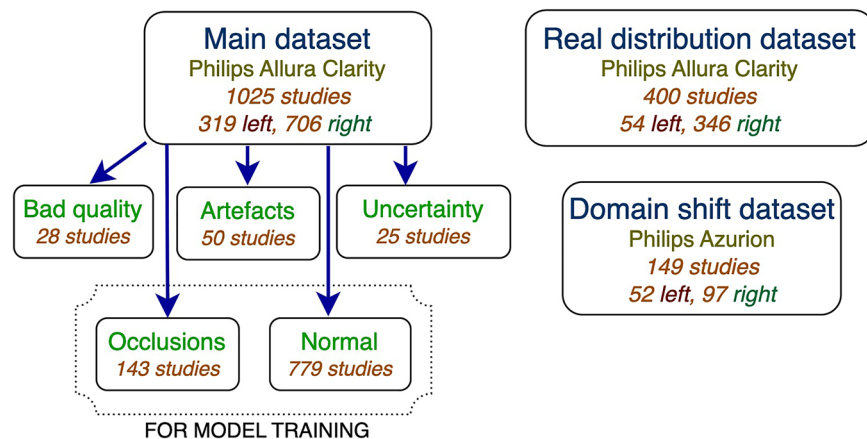 Main dataset
Philips Allura Clarity
1025 studies
319 left, 706 right
Real distribution dataset
Philips Allura Clarity
400 studies
54 left, 346 right
Bad quality
28 studies
Artefacts
50 studies
Uncertainty
25 studies
Domain shift dataset
Philips Azurion
149 studies
52 left, 97 right
Occlusions
143 studies
Normal
779 studies
FOR MODEL TRAINING